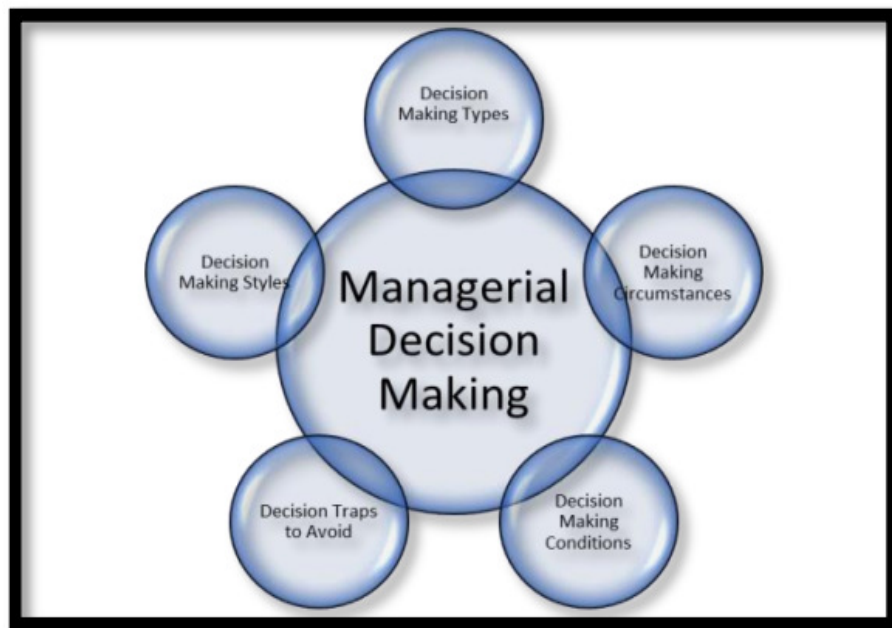 Decision
Making Types
Decision
Making Styles
Decision
Making
Circumstances
Managerial
Decision
Making
Decision Traps
to Avoid
Decision
Making
Conditions